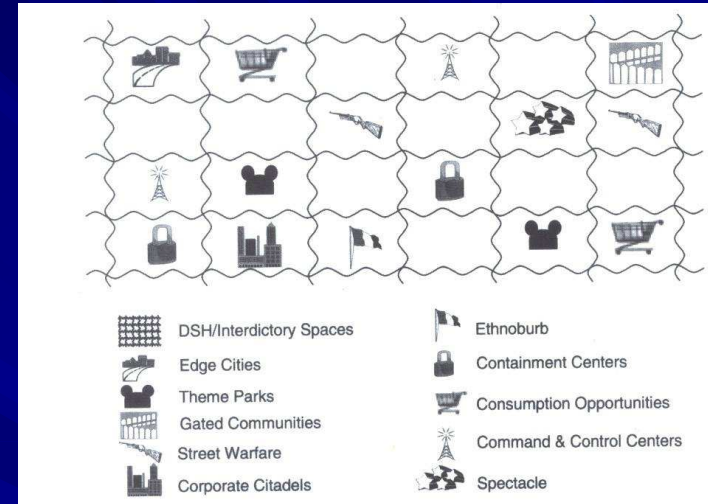 DSH/Interdictory Spaces
Edge Cities
Theme Parks
Gated Communities
Street Warfare
Corporate Citadels
Ethnoburb
Containment Centers
Consumption Opportunities
Command & Control Centers
Spectacle